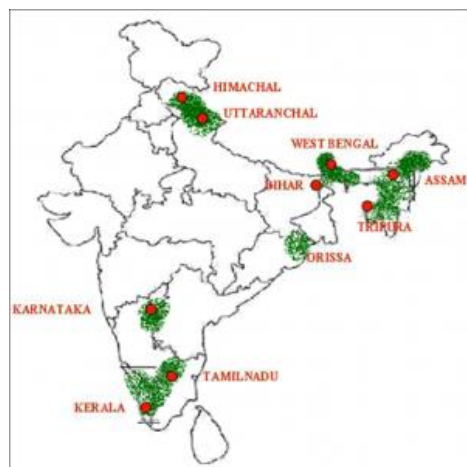 HIMACHAL
UTTARANCHAL
WEST BENGAL
BIHAR
ASSAM
TRIPURA
ORISSA
KARNATAKA
TAMILNADU
KERALA